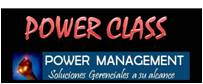 POWER CLASS
POWER MANAGEMENT
Soluciones Gerenciales a su alcance